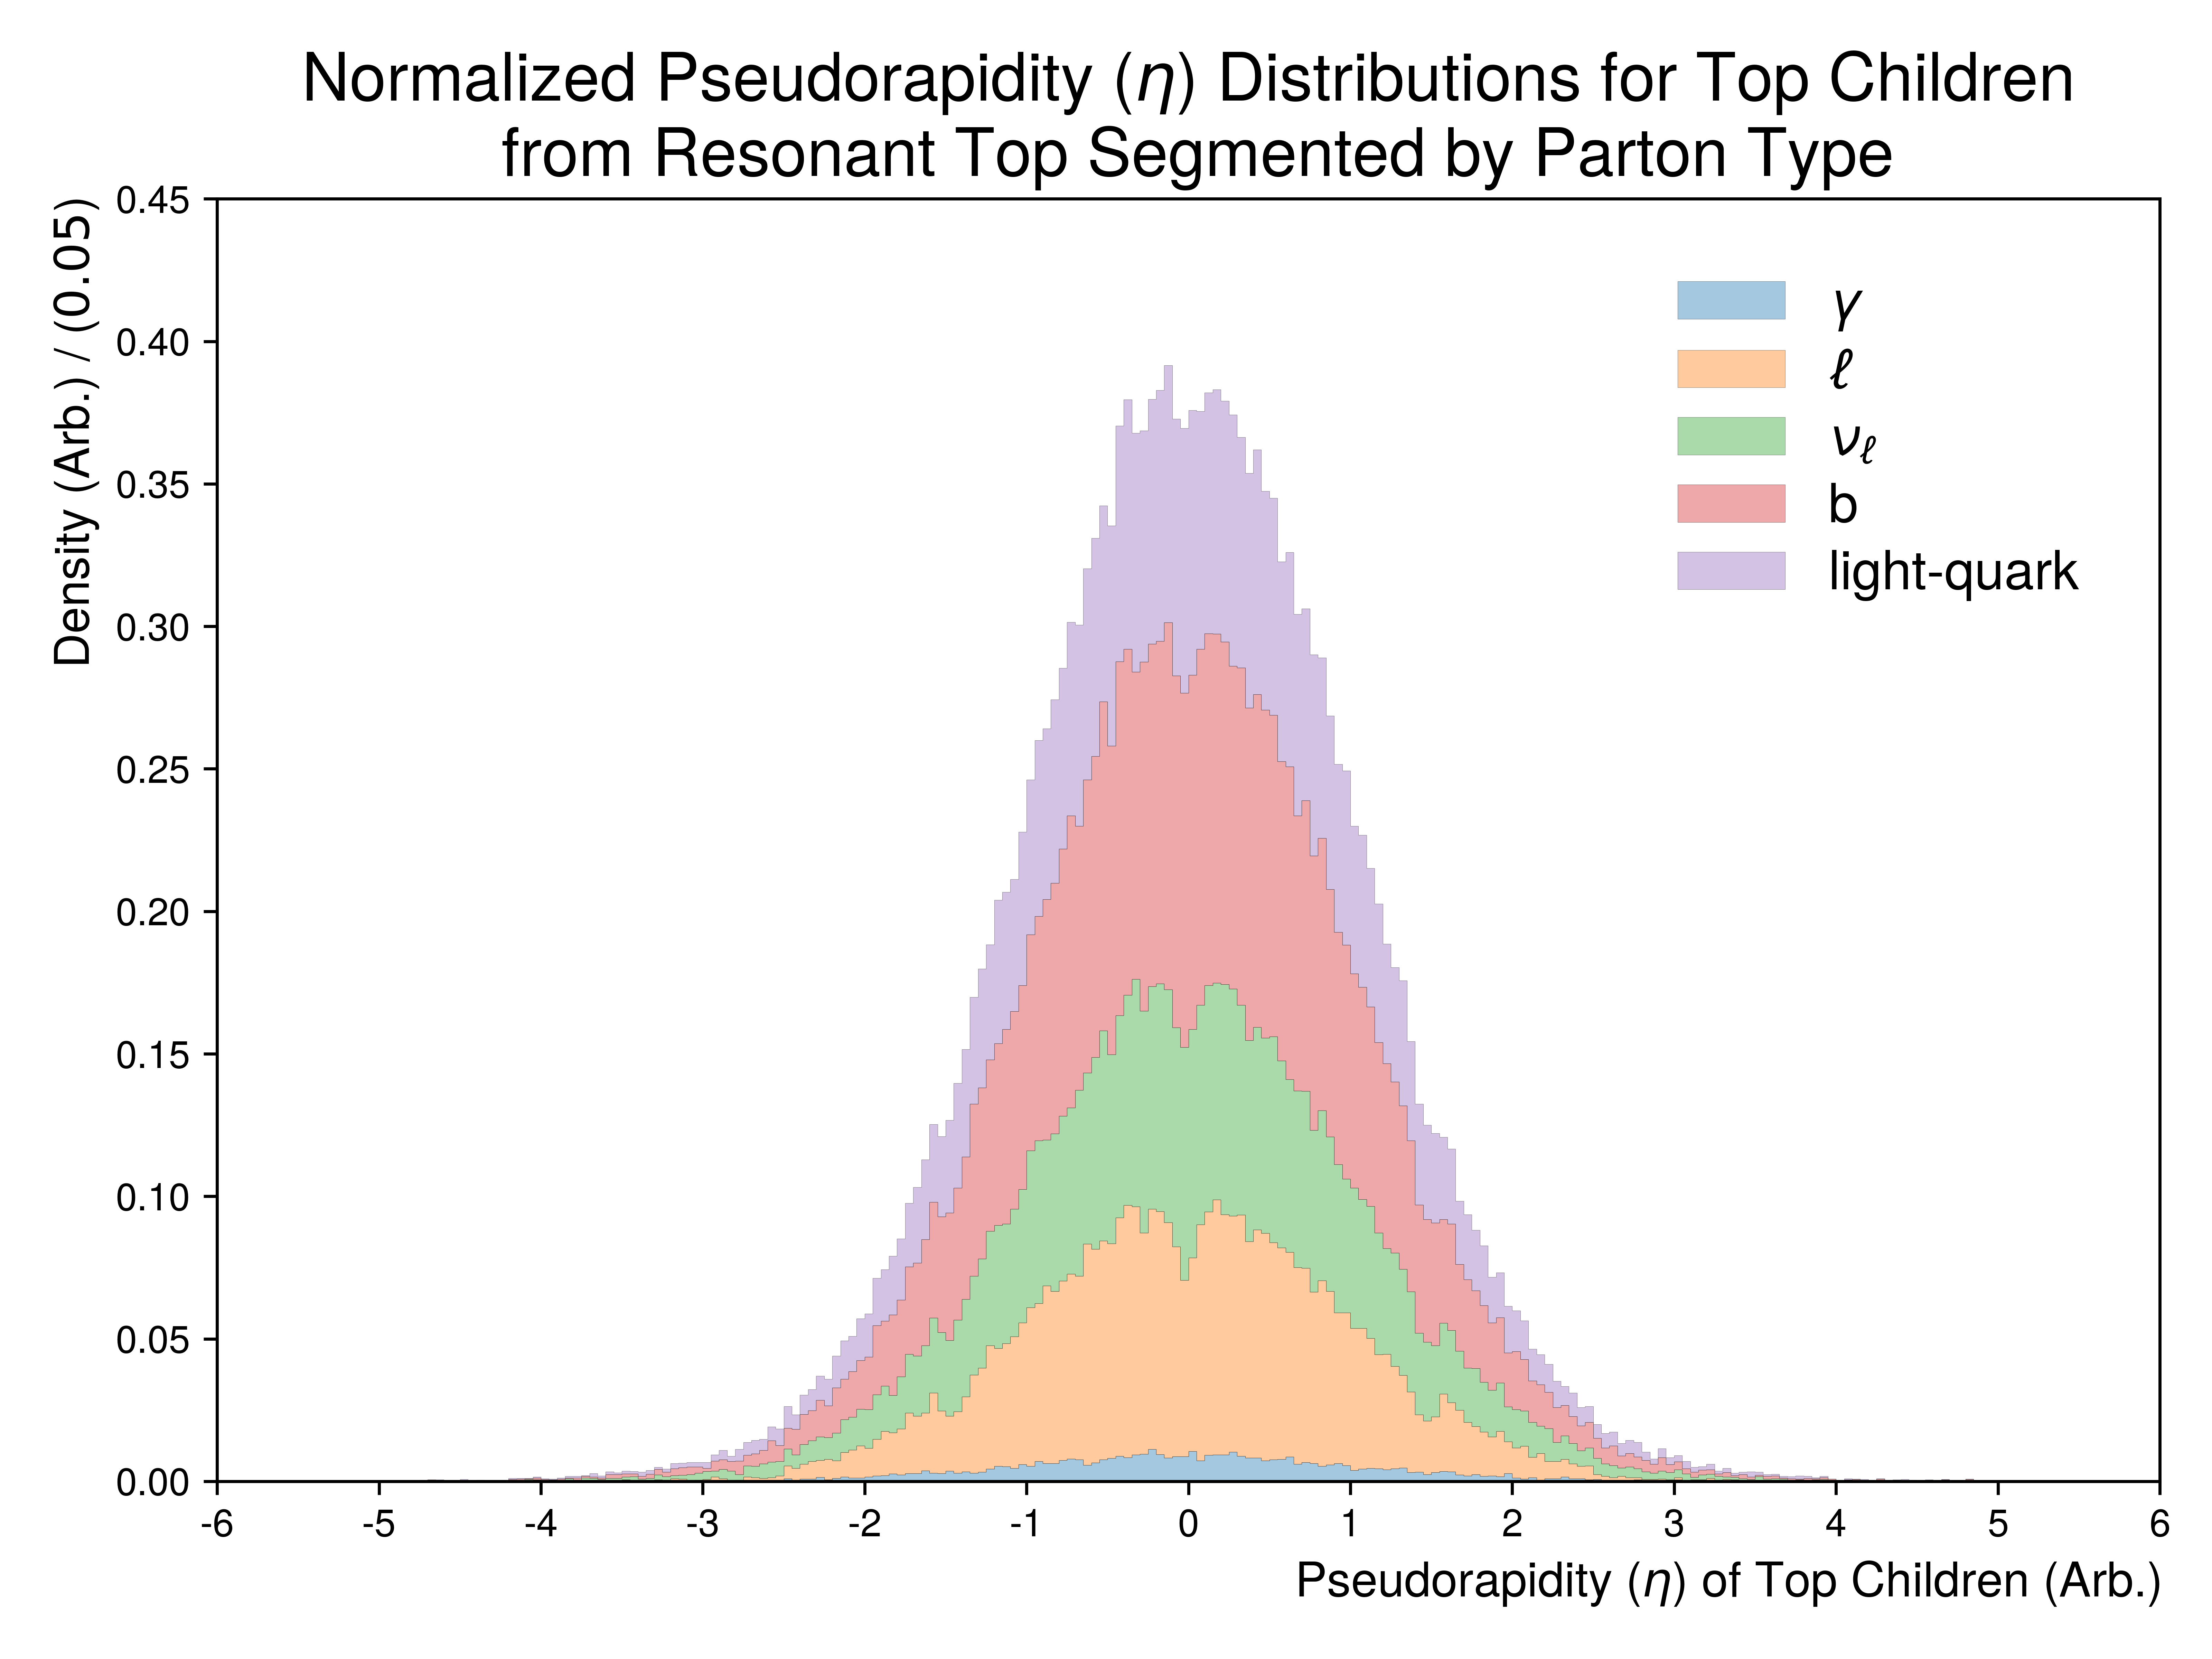 Normalized Pseudorapidity (η) Distributions for Top Children
from Resonant Top Segmented by Parton Type
Density (Arb.) / (0.05)
0.45
0.40
0.35
0.30
0.25
0.20
0.15
0.10
0.05
0.00
γ
ℓ
νℓ
b
light-quark
-6 -5 -4 -3 -2 -1 0 1 2 3 4 5 6
Pseudorapidity (η) of Top Children (Arb.)